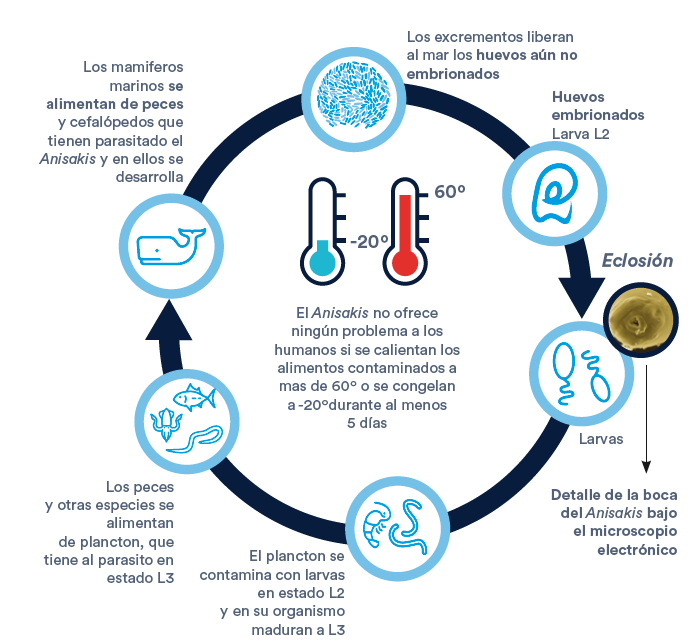 Los excrementos liberan
al mar los huevos aún no
embrionados
Huevos
embrionados
Larva L2
Eclosión
Larvas
Detalle de la boca
del Anisakis bajo
el microscopio
electrónico
El plancton se
contamina con larvas
en estado L2
y en su organismo
maduran a L3
Los peces
y otras especies se
alimentan
de plancton, que
tiene al parasito en
estado L3
Los mamiferos
marinos se
alimentan de peces
y cefalópedos que
tienen parasitado el
Anisakis y en ellos se
desarrolla
-20º
60º
El Anisakis no ofrece
ningún problema a los
humanos si se calientan los
alimentos contaminados a
mas de 60º o se congelan
a -20ºdurante al menos
5 días